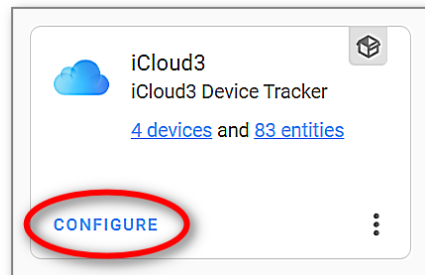 iCloud3
iCloud3 Device Tracker
4 devices and 83 entities
CONFIGURE